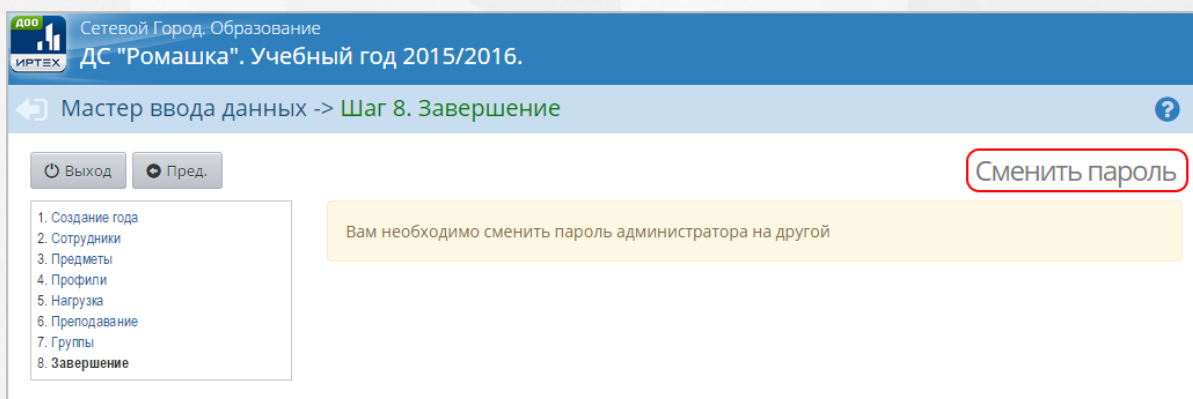 ДОО
ИРТЕХ
Сетевой Город. Образование
ДС "Ромашка". Учебный год 2015/2016.
Мастер ввода данных -> Шаг 8. Завершение
?
Выход
Пред.
Сменить пароль
1. Создание года
2. Сотрудники
3. Предметы
4. Профили
5. Нагрузка
6. Преподавание
7. Группы
8. Завершение
Вам необходимо сменить пароль администратора на другой